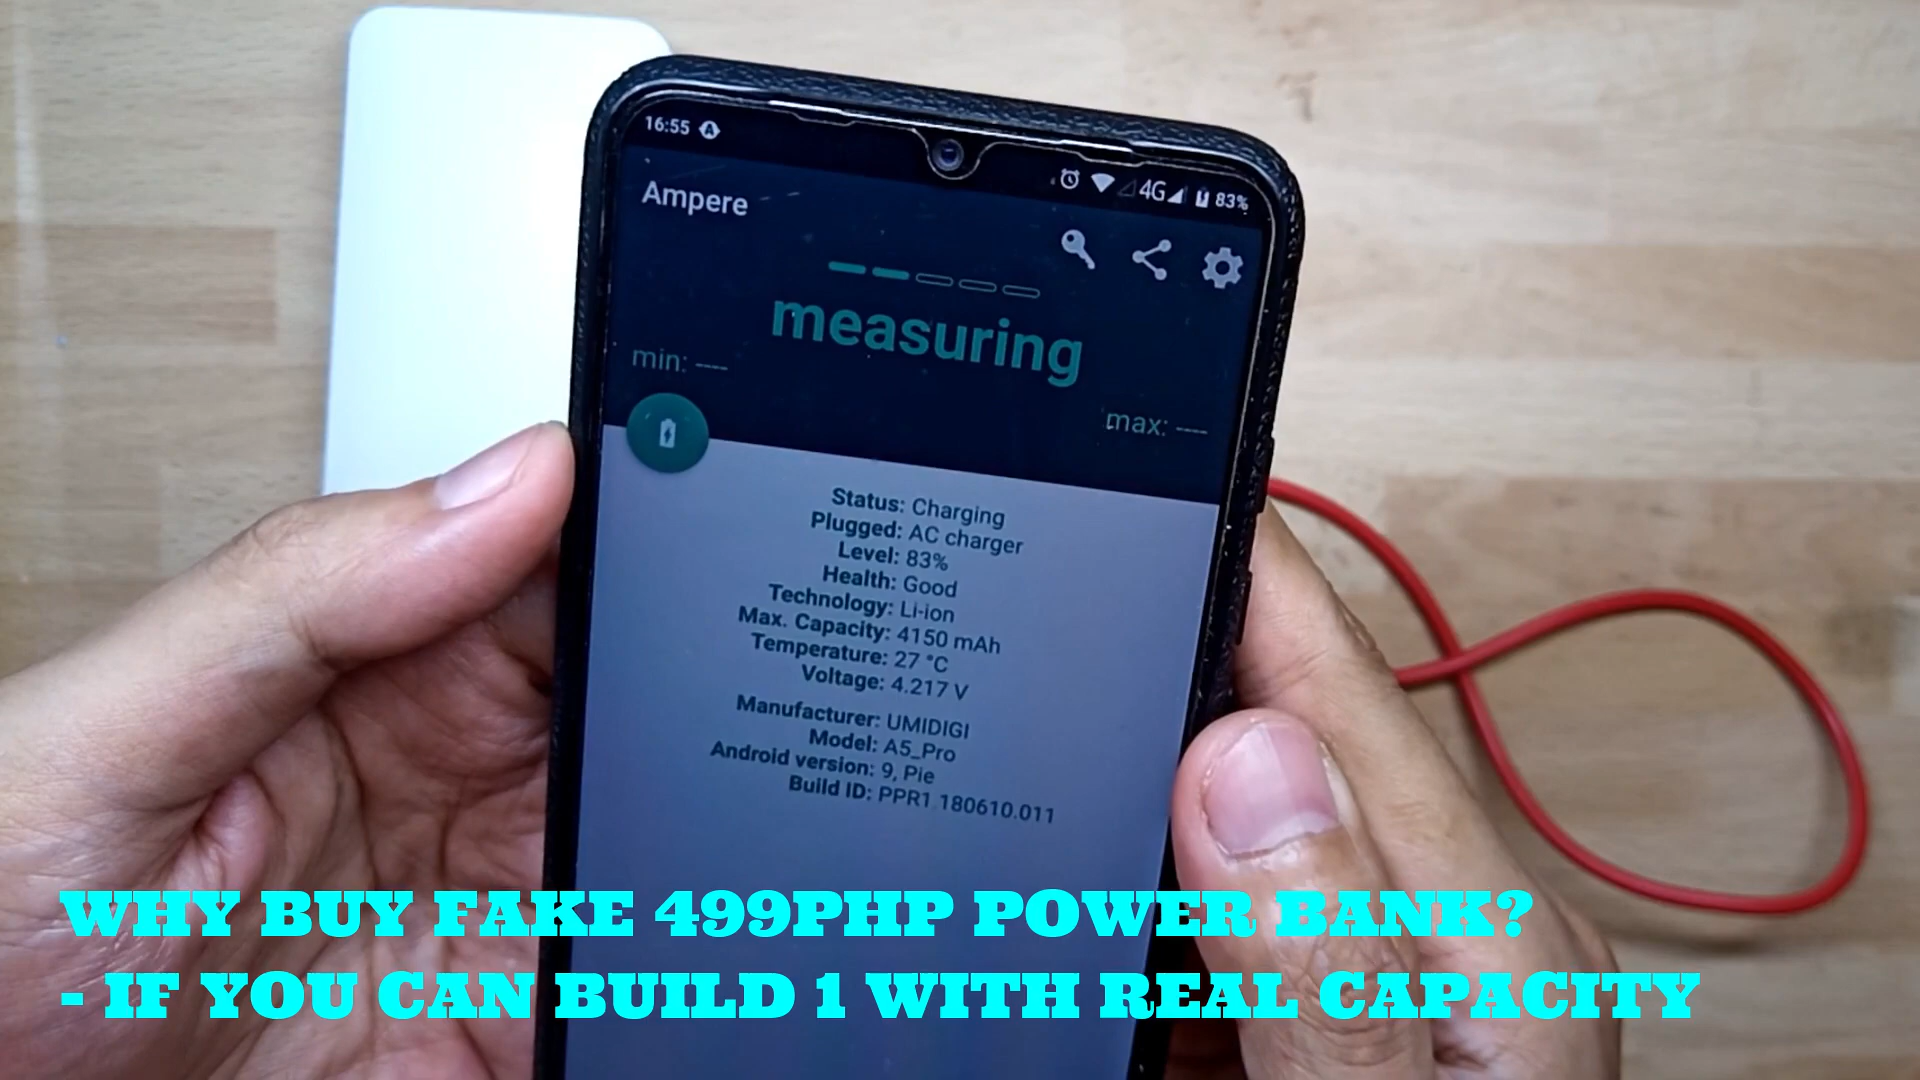 16:55
4G 83%
Ampere
measuring
min: ----
max: ----
Status: Charging
Plugged: AC charger
Level: 83%
Health: Good
Technology: Li-ion
Max. Capacity: 4150 mAh
Temperature: 27 °C
Voltage: 4.217 V
Manufacturer: UMIDIGI
Model: A5_Pro
Android version: 9, Pie
Build ID: PPR1.180610.011
WHY BUY FAKE 499PHP POWER BANK?
- IF YOU CAN BUILD 1 WITH REAL CAPACITY